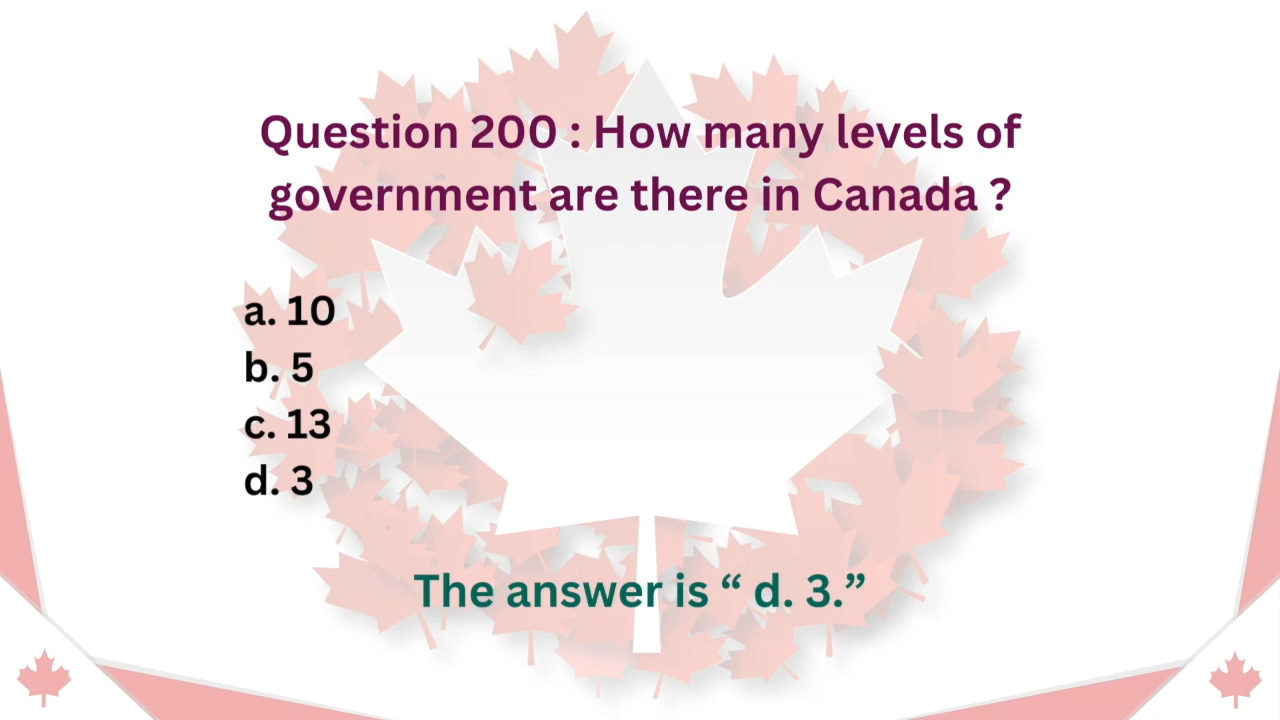 Question 200 : How many levels of
government are there in Canada ?
a. 10
b. 5
c. 13
d. 3
The answer is “ d. 3.”